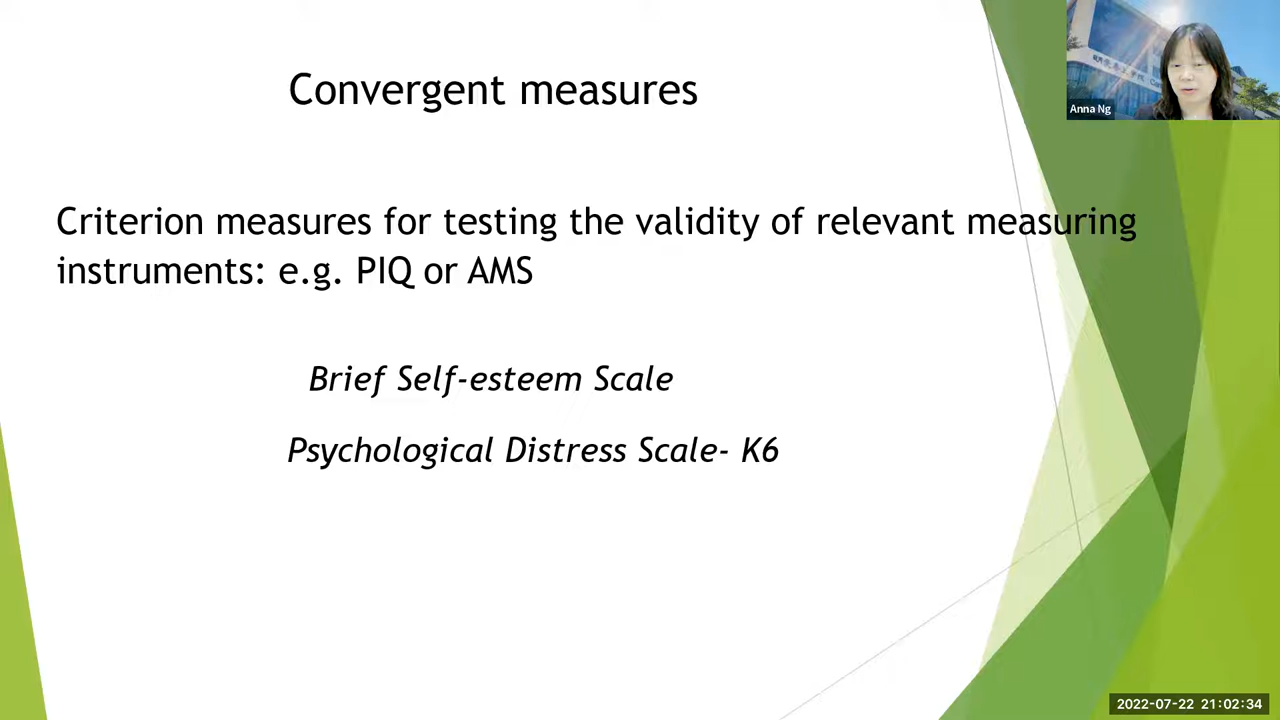 Convergent measures
Criterion measures for testing the validity of relevant measuring
instruments: e.g. PIQ or AMS
Brief Self-esteem Scale
Psychological Distress Scale- K6
Anna Ng
2022-07-22 21:02:34